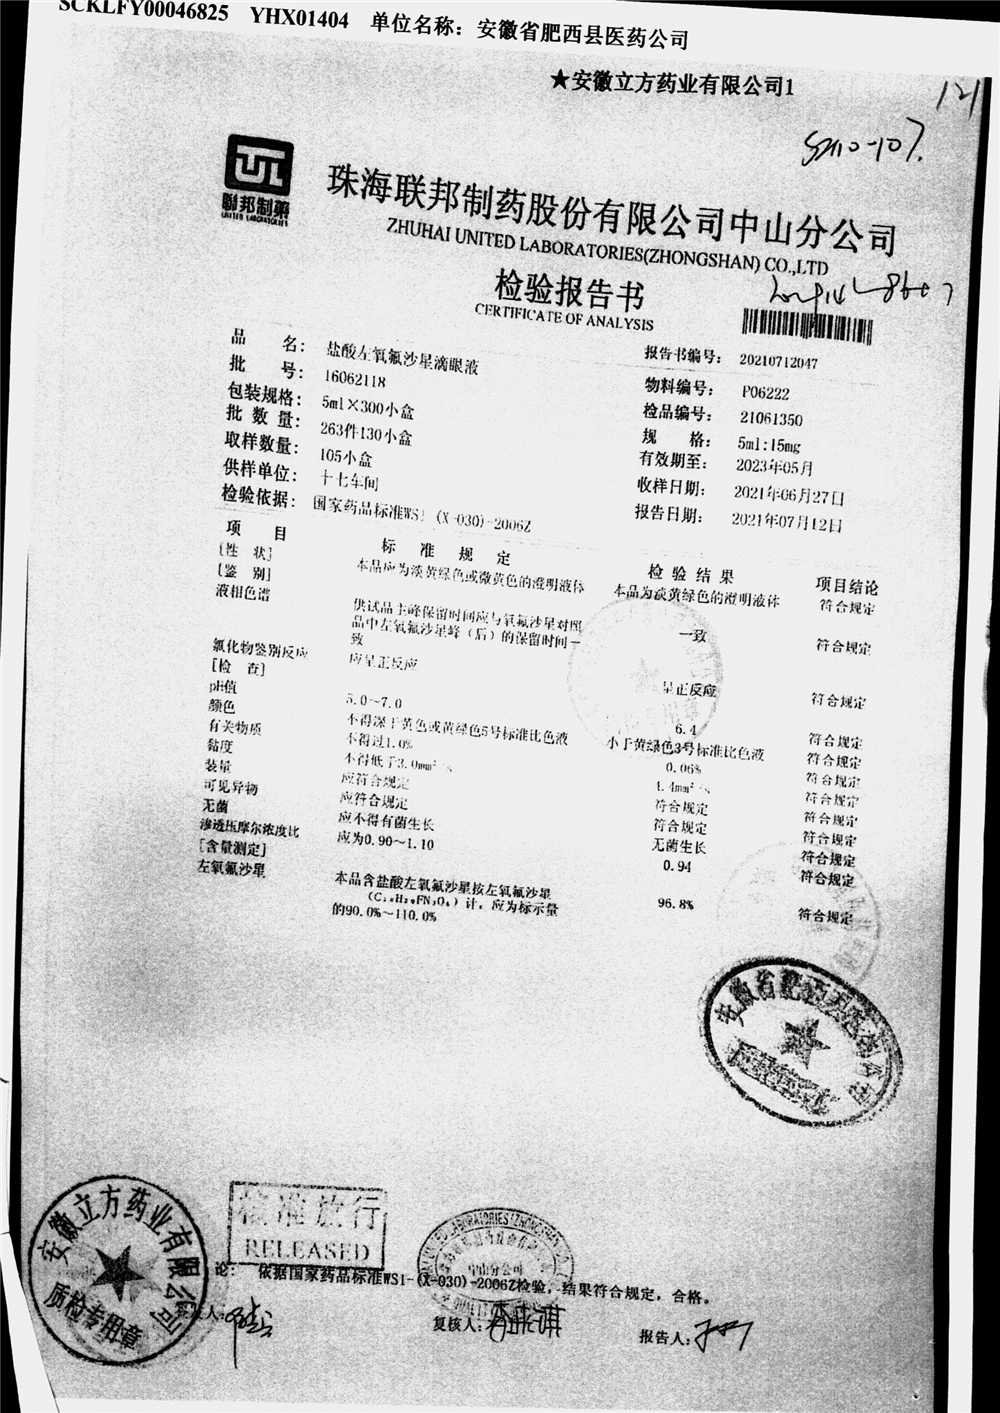 SCKLFY00046825 YHX01404 单位名称：安徽省肥西县医药公司
★安徽立方药业有限公司1
121
聯邦制藥
UNITED LABORATORIES
珠海联邦制药股份有限公司中山分公司
ZHUHAI UNITED LABORATORIES(ZHONGSHAN) CO.,LTD
检验报告书
CERTIFICATE OF ANALYSIS
品 名： 盐酸左氧氟沙星滴眼液 报告书编号： 20210712047
批 号： 16062118 物料编号： P06222
包装规格： 5ml×300小盒 检品编号： 21061350
批 数 量： 263件130小盒 规 格： 5ml:15mg
取样数量： 105小盒 有效期至： 2023年05月
供样单位： 十七车间 收样日期： 2021年06月27日
检验依据： 国家药品标准WS1-(X-030)-2006Z 报告日期： 2021年07月12日
项 目 标 准 规 定 检 验 结 果 项目结论
[性 状] 本品应为淡黄绿色或微黄色的澄明液体 本品为淡黄绿色的澄明液体 符合规定
[鉴 别]
液相色谱 供试品主峰保留时间应与氧氟沙星对照 一致 符合规定
品中左氧氟沙星峰（后）的保留时间一
致
氯化物鉴别反应 应呈正反应 呈正反应 符合规定
[检 查]
pH值 5.0～7.0 6.4 符合规定
颜色 不得深于黄色或黄绿色5号标准比色液 小于黄绿色3号标准比色液 符合规定
有关物质 不得过1.0% 0.06% 符合规定
黏度 不得低于3.0mm² 4.4mm² 符合规定
装量 应符合规定 符合规定 符合规定
可见异物 应符合规定 符合规定 符合规定
无菌 应不得有菌生长 无菌生长 符合规定
渗透压摩尔浓度比 应为0.90～1.10 0.94 符合规定
[含量测定]
左氧氟沙星 本品含盐酸左氧氟沙星按左氧氟沙星 96.8% 符合规定
（C₁₈H₂₀FN₃O₄）计，应为标示量
的90.0%～110.0%
安徽省肥西县医药公司
核准放行
RELEASED
安徽立方药业有限公司
质检专用章
论： 依据国家药品标准WS1-(X-030)-2006Z检验，结果符合规定，合格。
人： 复核人： 报告人：